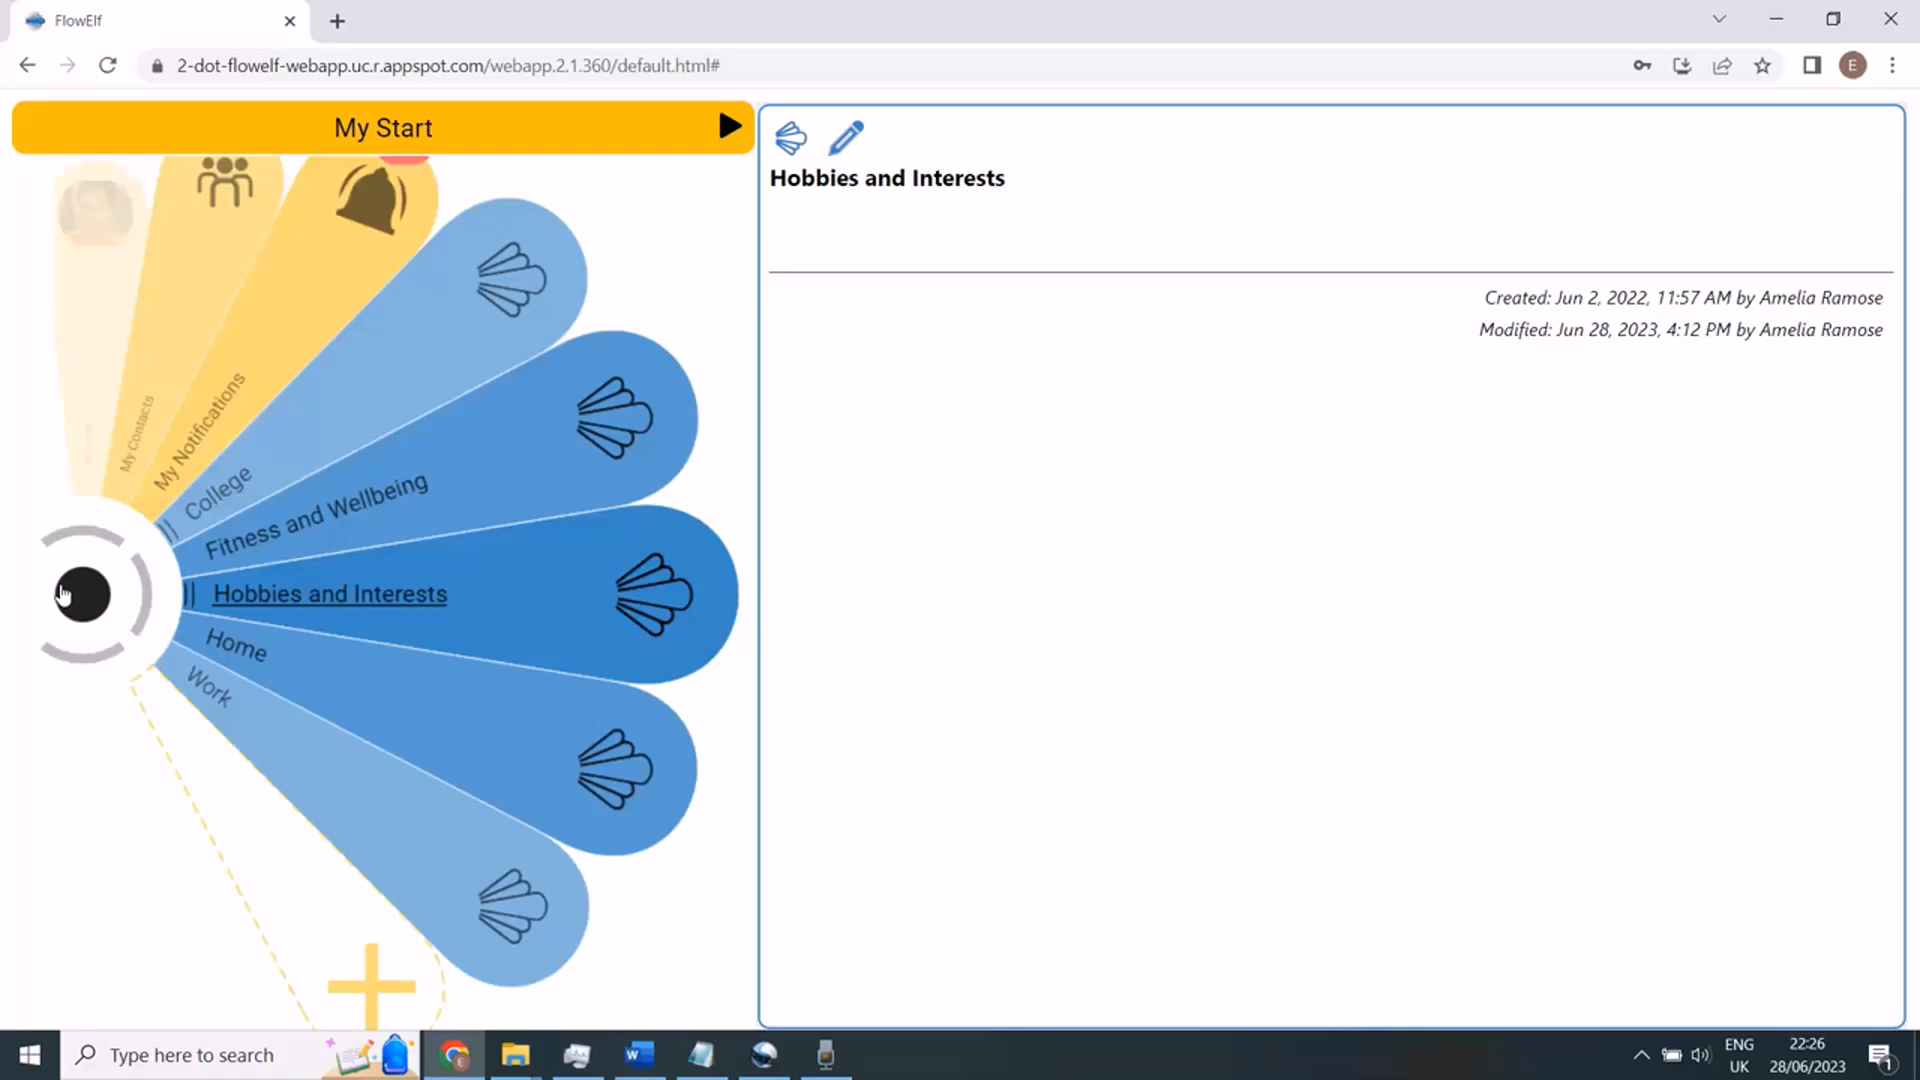 FlowElf
2-dot-flowelf-webapp.uc.r.appspot.com/webapp.2.1.360/default.html#
E
My Start
My Contacts
My Notifications
College
Fitness and Wellbeing
Hobbies and Interests
Home
Work
Hobbies and Interests
Created: Jun 2, 2022, 11:57 AM by Amelia Ramose
Modified: Jun 28, 2023, 4:12 PM by Amelia Ramose
Type here to search
ENG
UK
22:26
28/06/2023
1